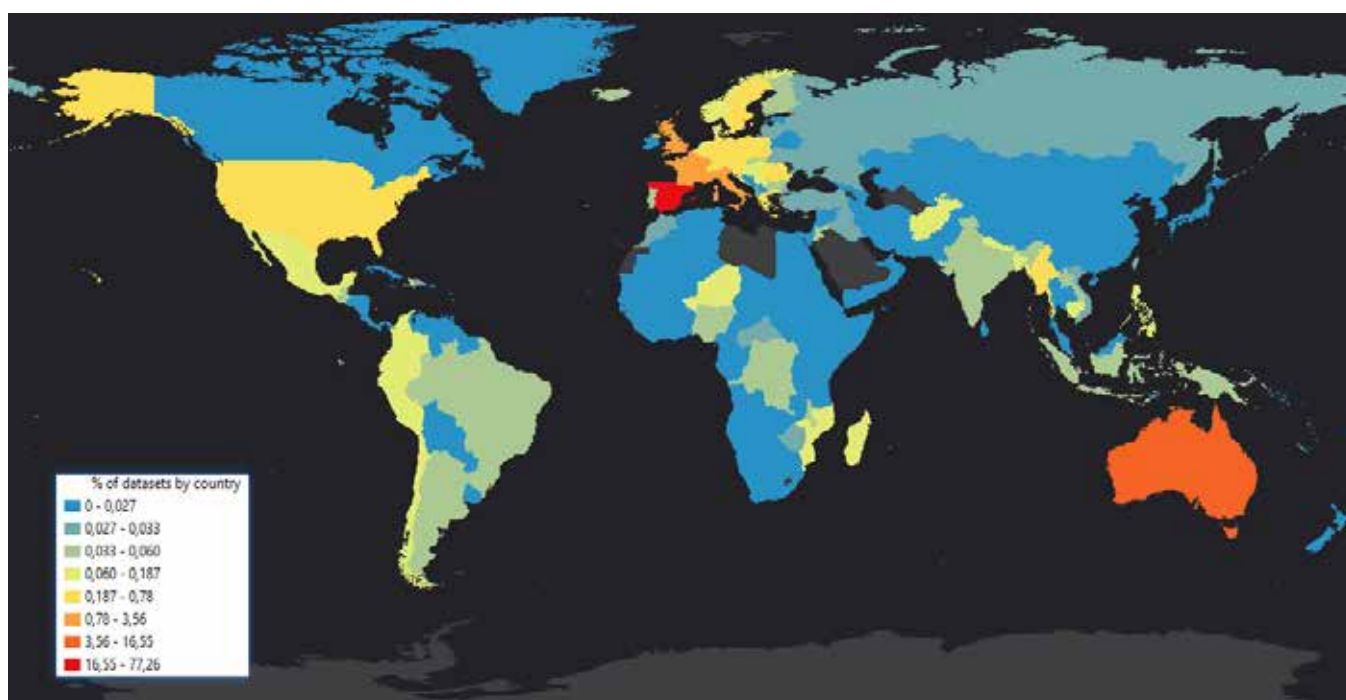 % of datasets by country
0 - 0,027
0,027 - 0,033
0,033 - 0,060
0,060 - 0,187
0,187 - 0,78
0,78 - 3,56
3,56 - 16,55
16,55 - 77,26